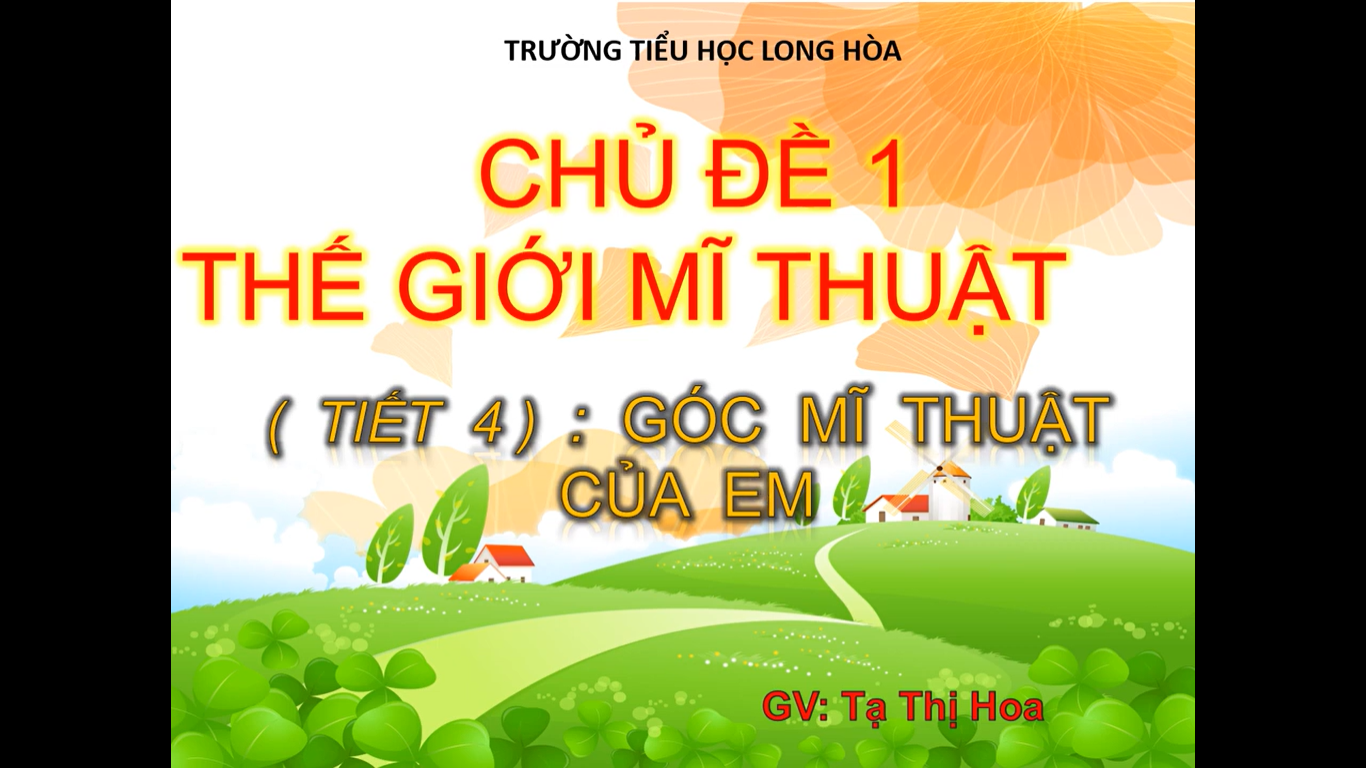 TRƯỜNG TIỂU HỌC LONG HÒA
CHỦ ĐỀ 1
THẾ GIỚI MĨ THUẬT
( TIẾT 4 ) : GÓC MĨ THUẬT
CỦA EM
GV: Tạ Thị Hoa